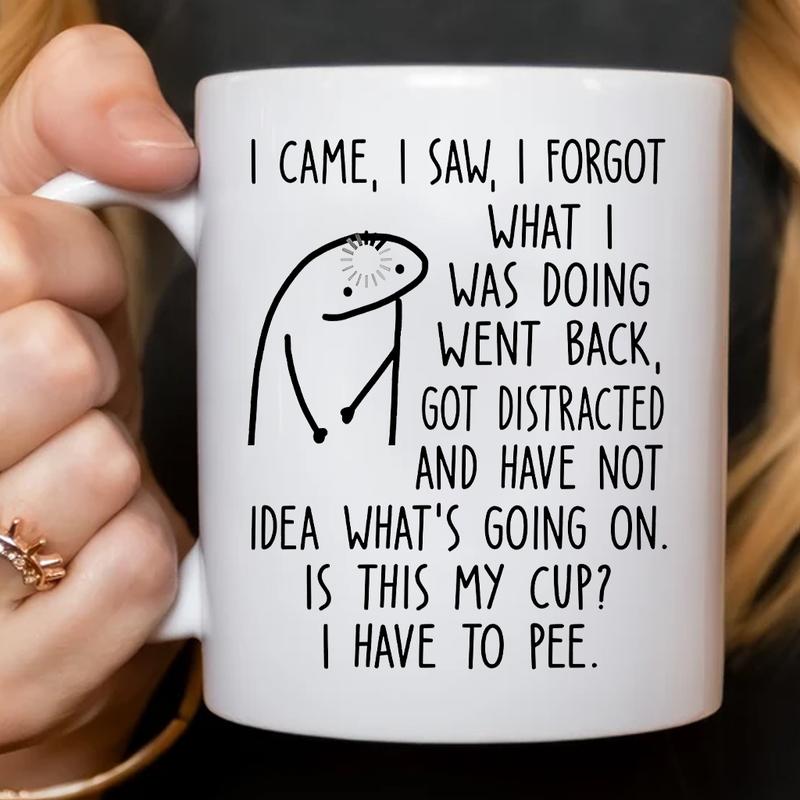 I CAME, I SAW, I FORGOT
WHAT I
WAS DOING
WENT BACK,
GOT DISTRACTED
AND HAVE NOT
IDEA WHAT'S GOING ON.
IS THIS MY CUP?
I HAVE TO PEE.